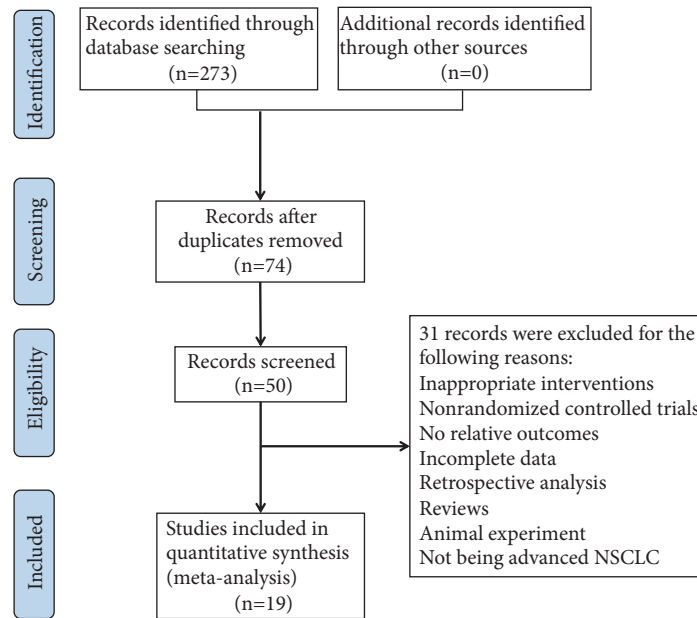 Identification
Records identified through
database searching
(n=273)
Additional records identified
through other sources
(n=0)
Screening
Records after
duplicates removed
(n=74)
Eligibility
Records screened
(n=50)
31 records were excluded for the
following reasons:
Inappropriate interventions
Nonrandomized controlled trials
No relative outcomes
Incomplete data
Retrospective analysis
Reviews
Animal experiment
Not being advanced NSCLC
Included
Studies included in
quantitative synthesis
(meta-analysis)
(n=19)